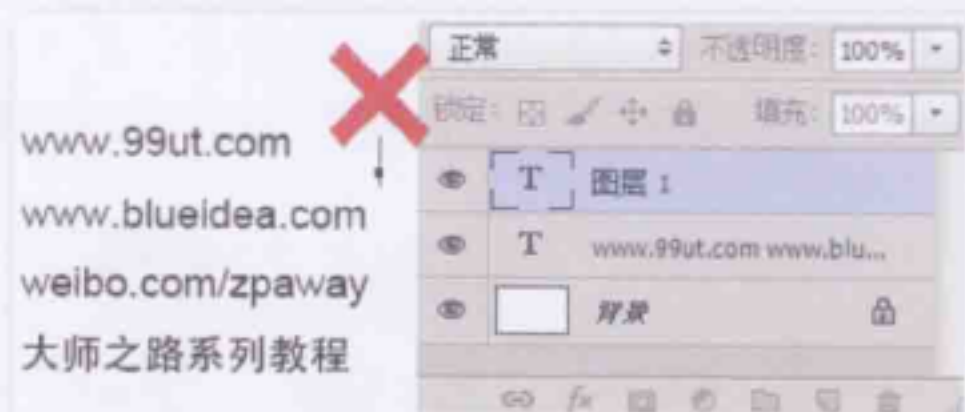 www.99ut.com
www.blueidea.com
weibo.com/zpaway
大师之路系列教程
正常 不透明度: 100%
锁定: 填充: 100%
T 图层 1
T www.99ut.com www.blu...
背景
fx